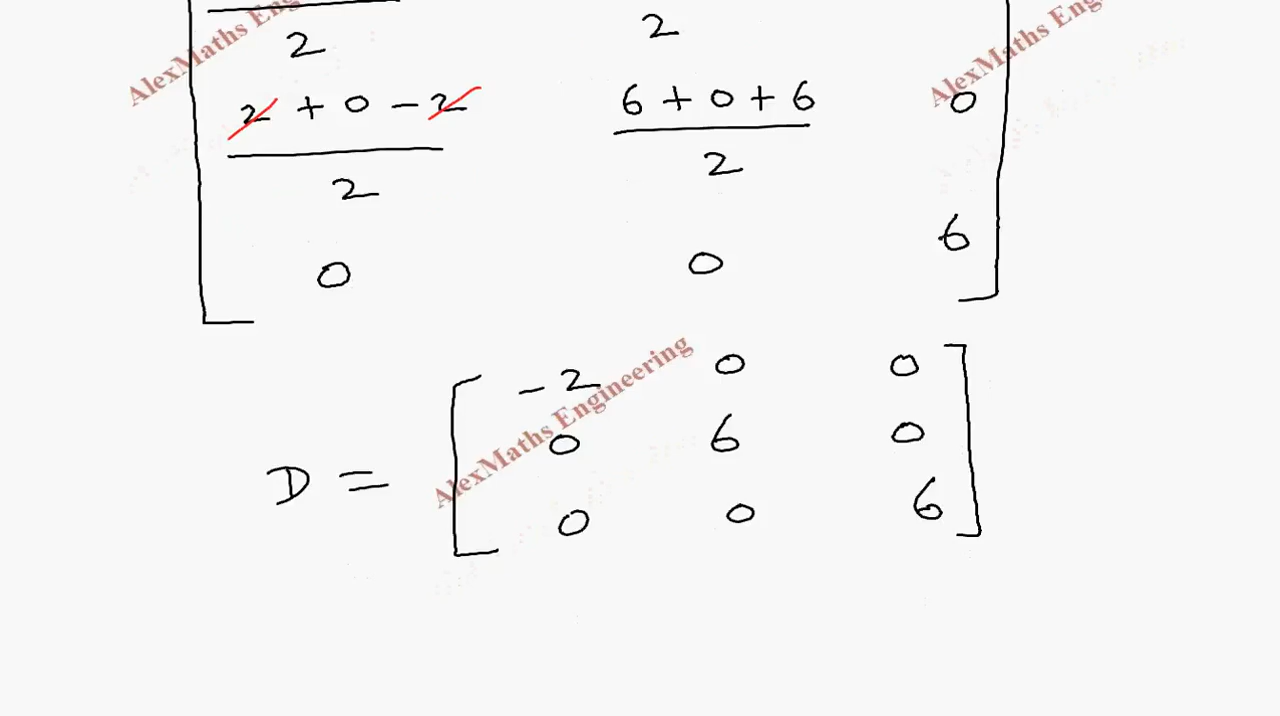 AlexMaths Eng
AlexMaths Eng
2 2
2 + 0 - 2 6 + 0 + 6 0
2 2
0 0 6
AlexMaths Engineering
-2 0 0
D = 0 6 0
0 0 6